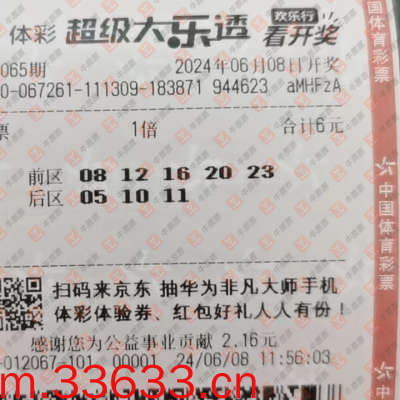 体彩 超级大乐透 欢乐行 看开奖
065期 2024年06月08日开奖
0-067261-111309-183871 944623 aMHFzA
票 1倍 合计6元
前区 08 12 16 20 23
后区 05 10 11
扫码来京东 抽华为非凡大师手机
体彩体验券、红包好礼人人有份！
感谢您为公益事业贡献 2.16元
-012067-101 00001 24/06/08 11:56:03
m.33633.cn
中国体育彩票
中国体育彩票